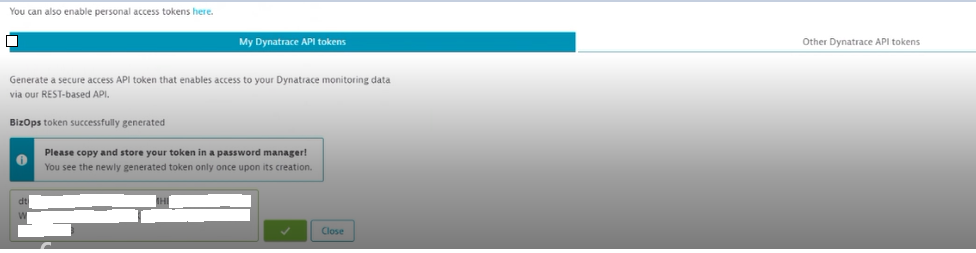 You can also enable personal access tokens here.
My Dynatrace API tokens
Other Dynatrace API tokens
Generate a secure access API token that enables access to your Dynatrace monitoring data
via our REST-based API.
BizOps token successfully generated
Please copy and store your token in a password manager!
You see the newly generated token only once upon its creation.
Close